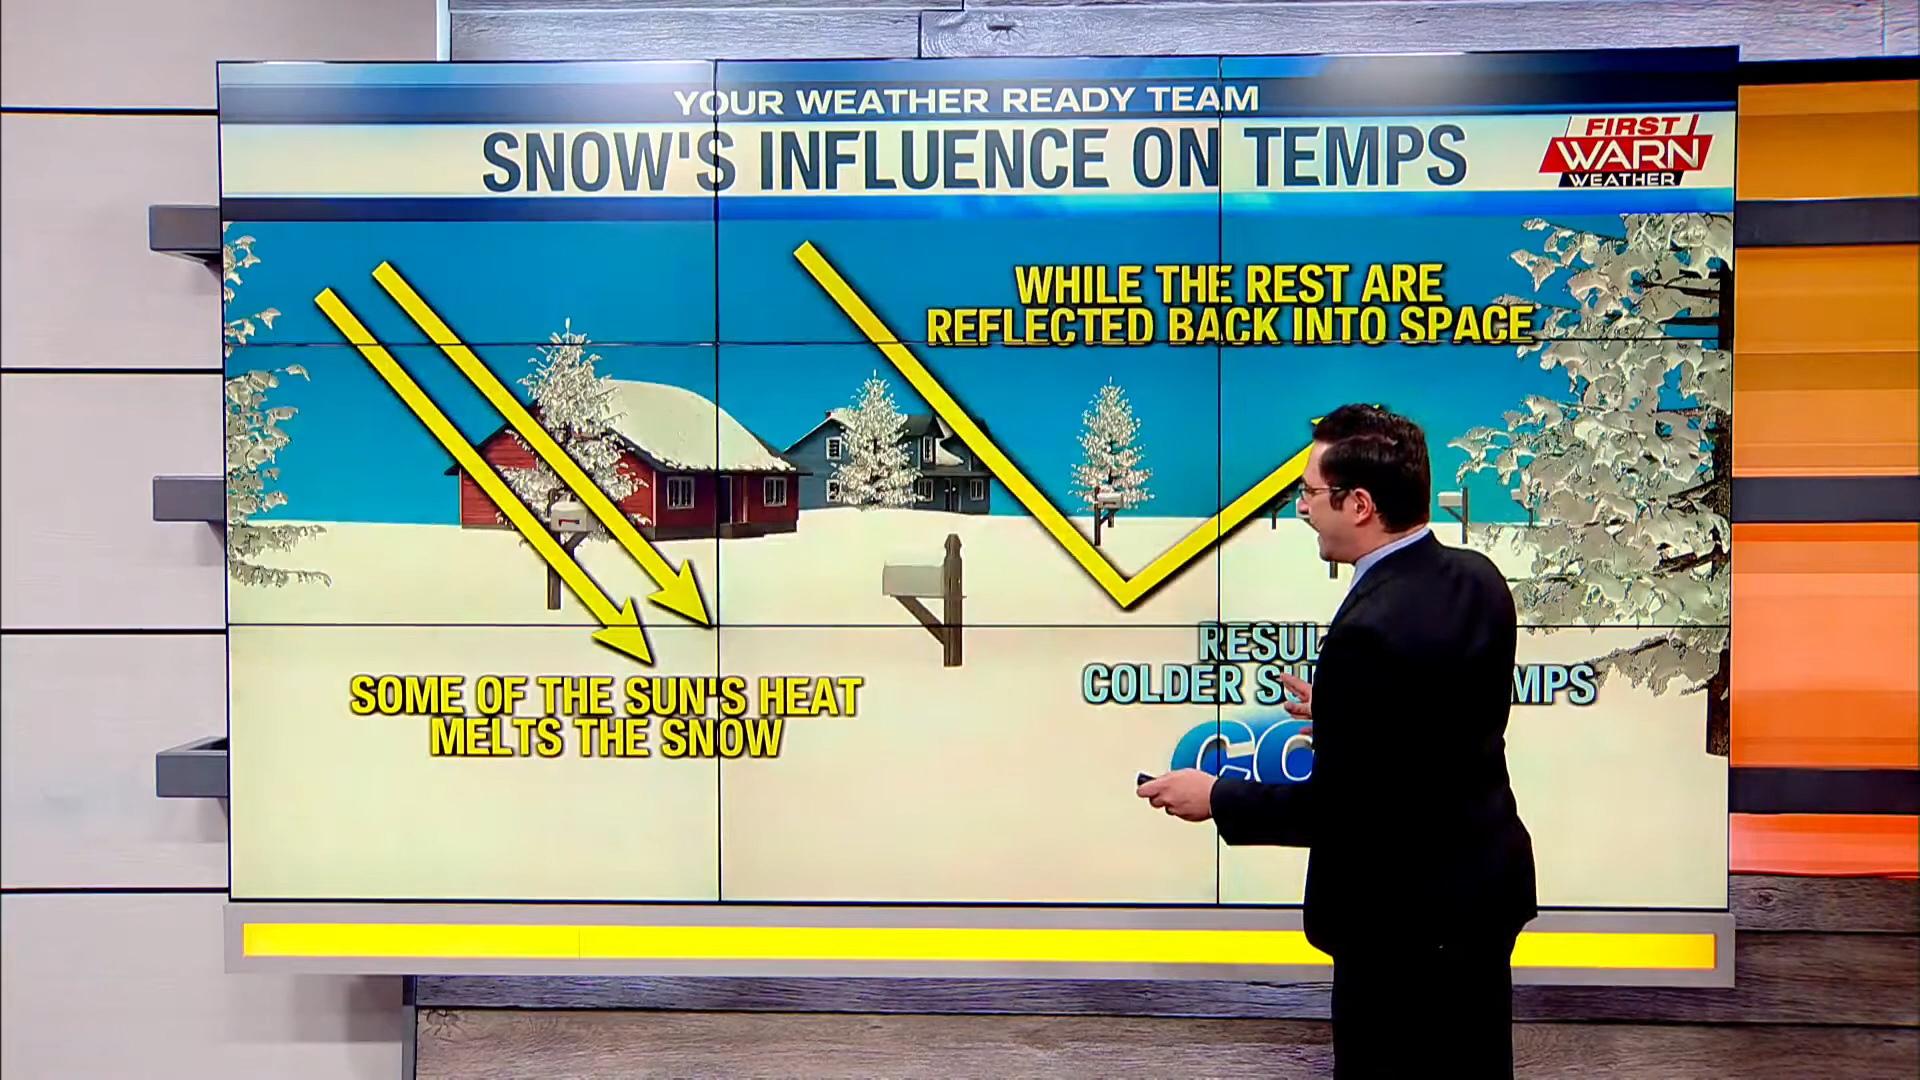 YOUR WEATHER READY TEAM
SNOW'S INFLUENCE ON TEMPS
FIRST
WARN
WEATHER
WHILE THE REST ARE
REFLECTED BACK INTO SPACE
SOME OF THE SUN'S HEAT
MELTS THE SNOW
COLDER